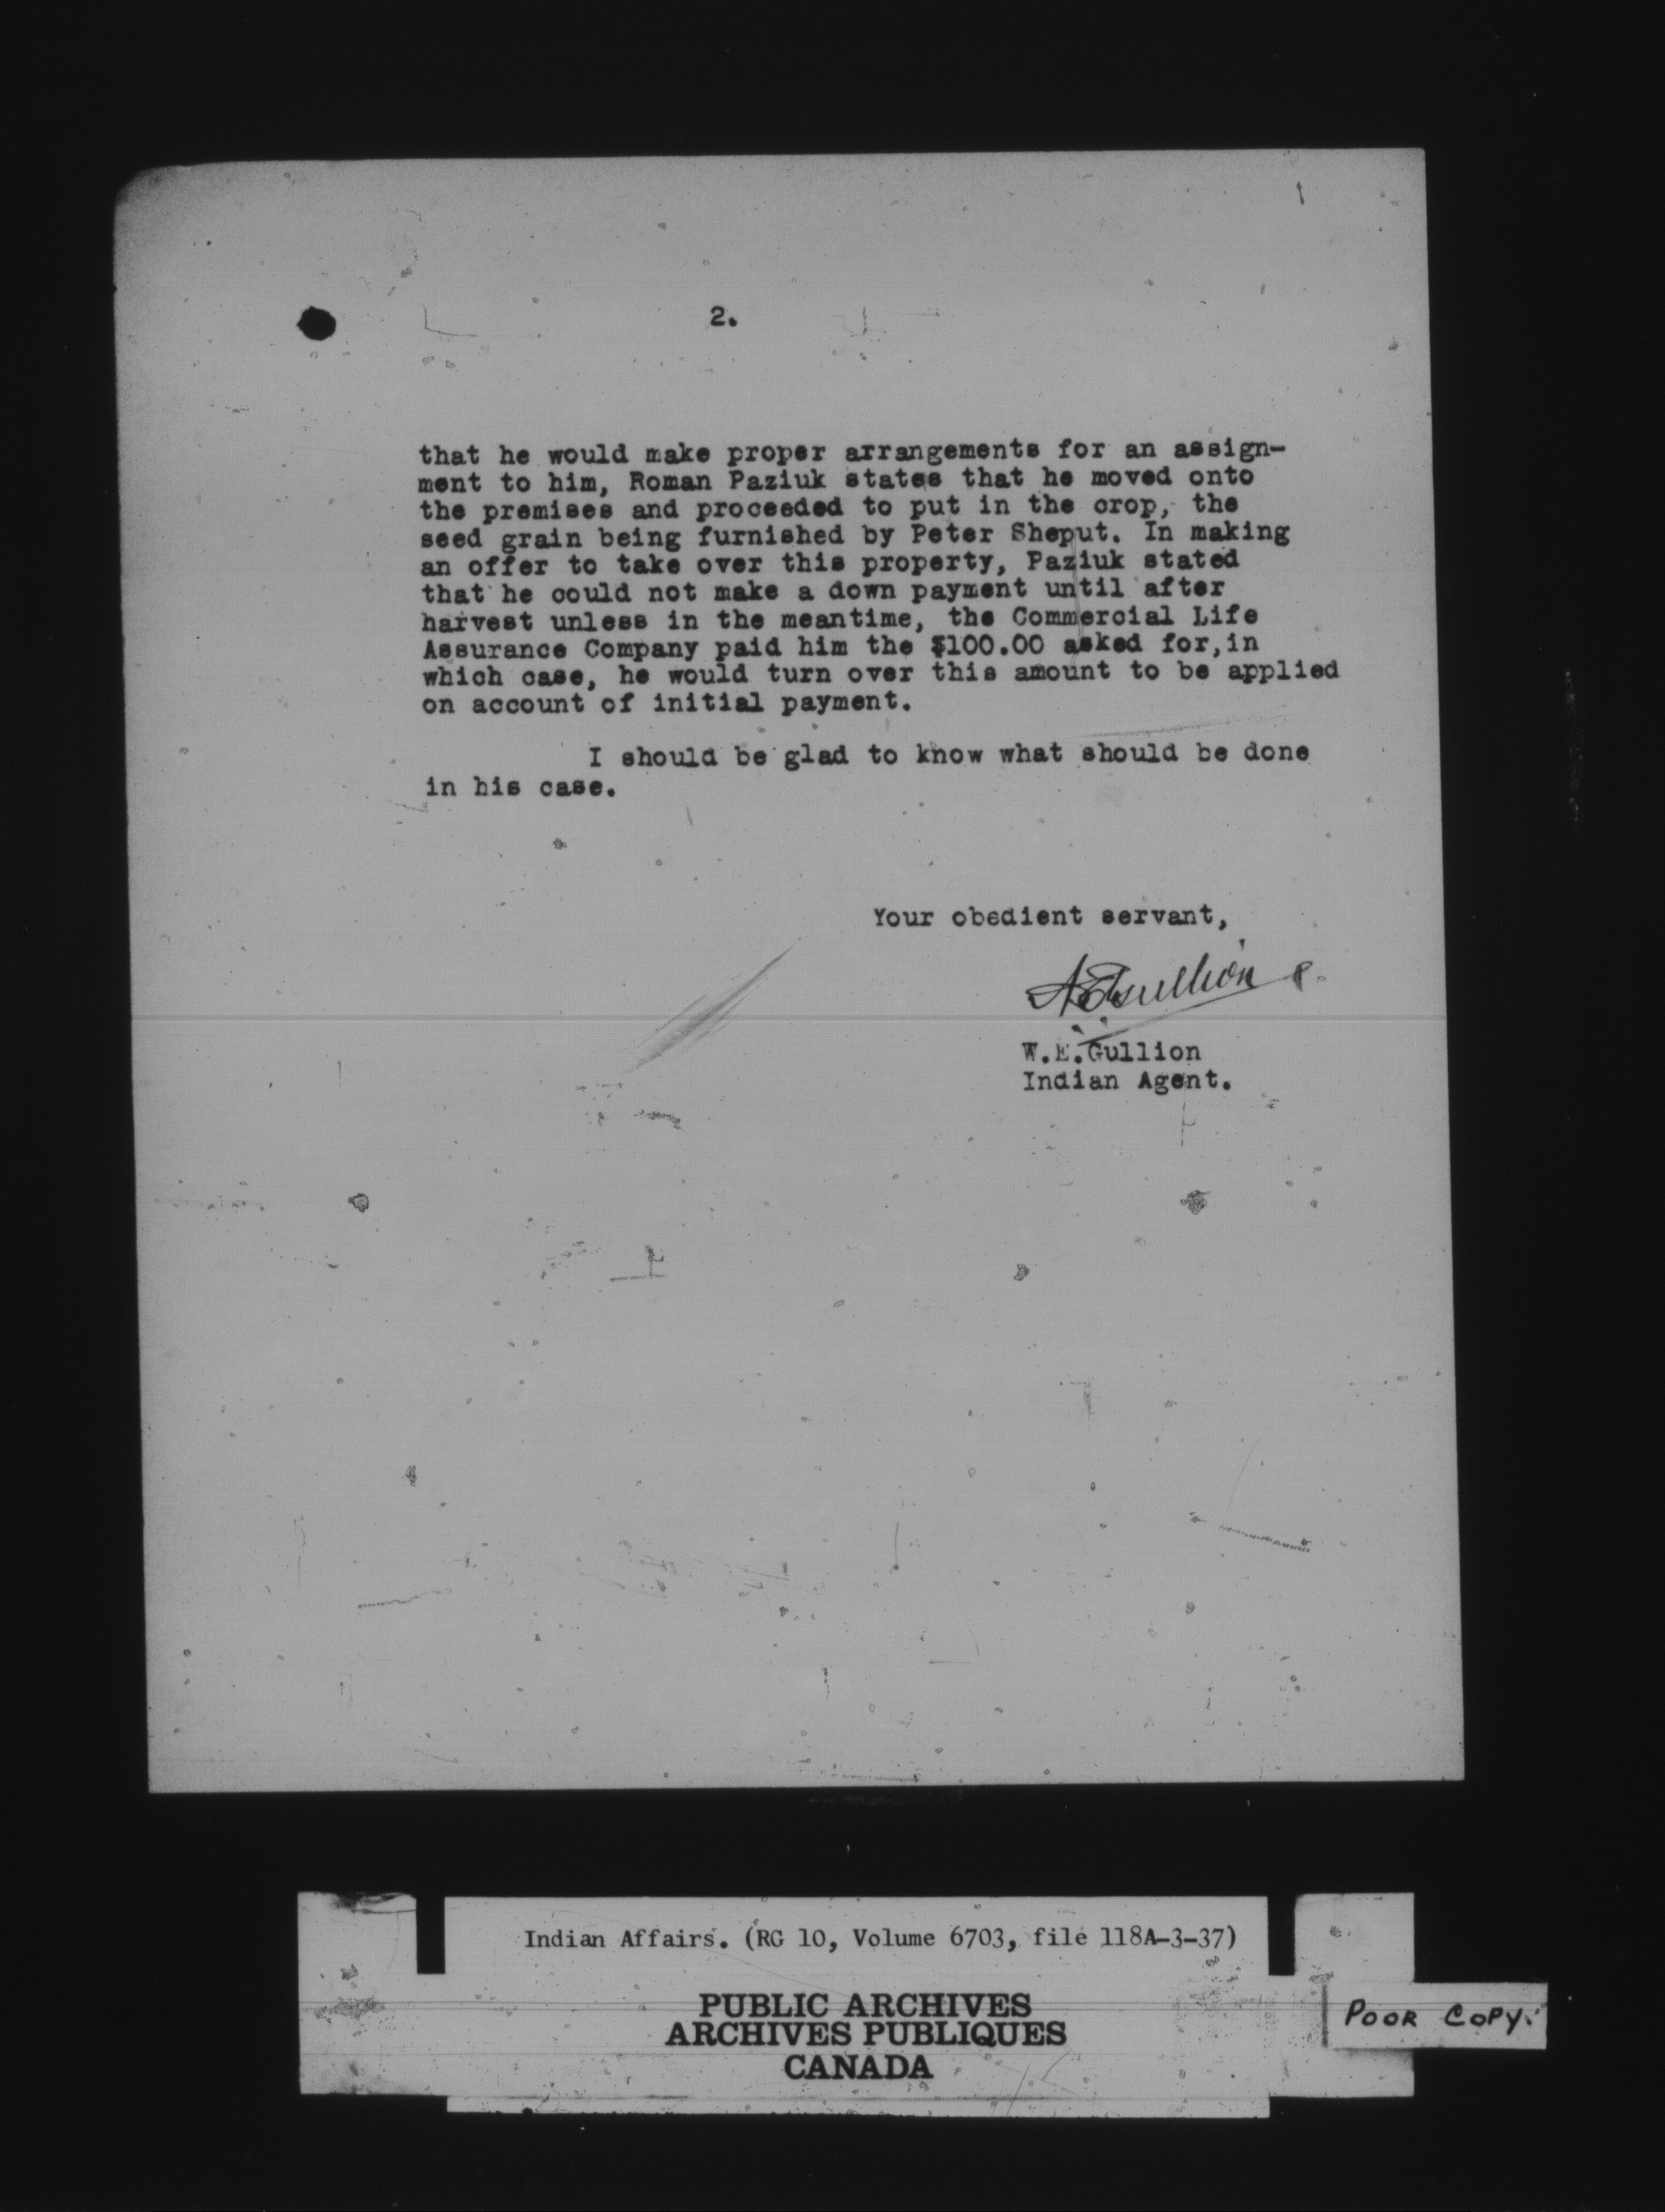 2.
that he would make proper arrangements for an assign-
ment to him, Roman Paziuk states that he moved onto
the premises and proceeded to put in the crop, the
seed grain being furnished by Peter Sheput. In making
an offer to take over this property, Paziuk stated
that he could not make a down payment until after
harvest unless in the meantime, the Commercial Life
Assurance Company paid him the $100.00 asked for,in
which case, he would turn over this amount to be applied
on account of initial payment.
I should be glad to know what should be done
in his case.
Your obedient servant,
W.E.Gullion
Indian Agent.
Indian Affairs. (RG 10, Volume 6703, file 118A-3-37)
PUBLIC ARCHIVES
ARCHIVES PUBLIQUES
CANADA
POOR COPY.